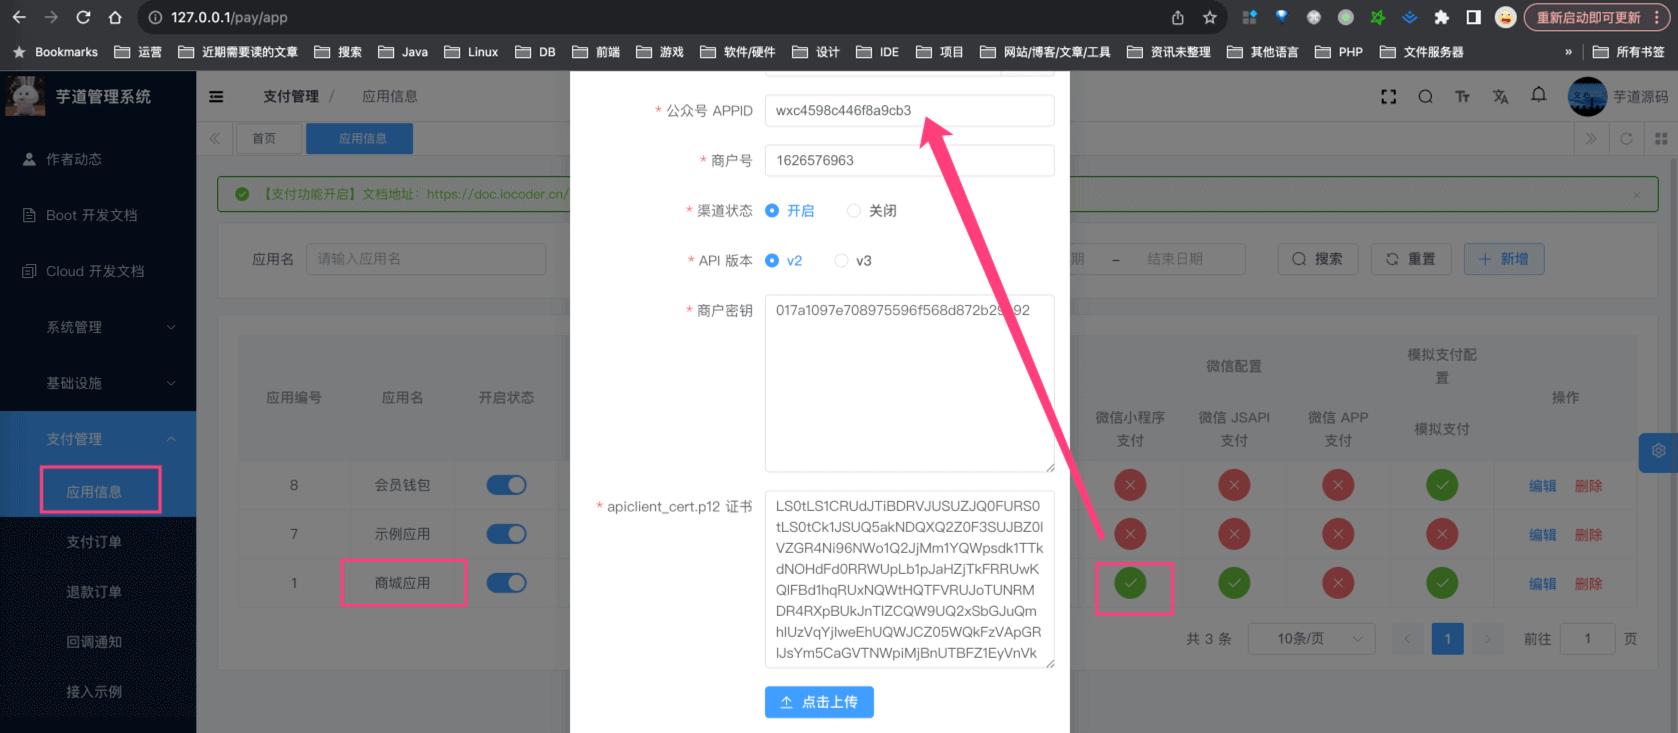 127.0.0.1/pay/app
重新启动即可更新
Bookmarks 运营 近期需要读的文章 搜索 Java Linux DB 前端 游戏 软件/硬件 设计 IDE 项目 网站/博客/文章/工具 资讯未整理 其他语言 PHP 文件服务器 » 所有书签
芋道管理系统
支付管理 / 应用信息
芋道源码
首页 应用信息
作者动态
Boot 开发文档
Cloud 开发文档
系统管理
基础设施
支付管理
应用信息
支付订单
退款订单
回调通知
接入示例
【支付功能开启】文档地址：https://doc.iocoder.cn/
应用名 请输入应用名
期 - 结束日期 搜索 重置 + 新增
* 公众号 APPID wxc4598c446f8a9cb3
* 商户号 1626576963
* 渠道状态 开启 关闭
* API 版本 v2 v3
* 商户密钥
* apiclient_cert.p12 证书
点击上传
应用编号 应用名 开启状态
微信配置
模拟支付配
置
操作
微信小程序
支付
微信 JSAPI
支付
微信 APP
支付
模拟支付
8 会员钱包 编辑 删除
7 示例应用 编辑 删除
1 商城应用 编辑 删除
共 3 条 10条/页 1 前往 1 页